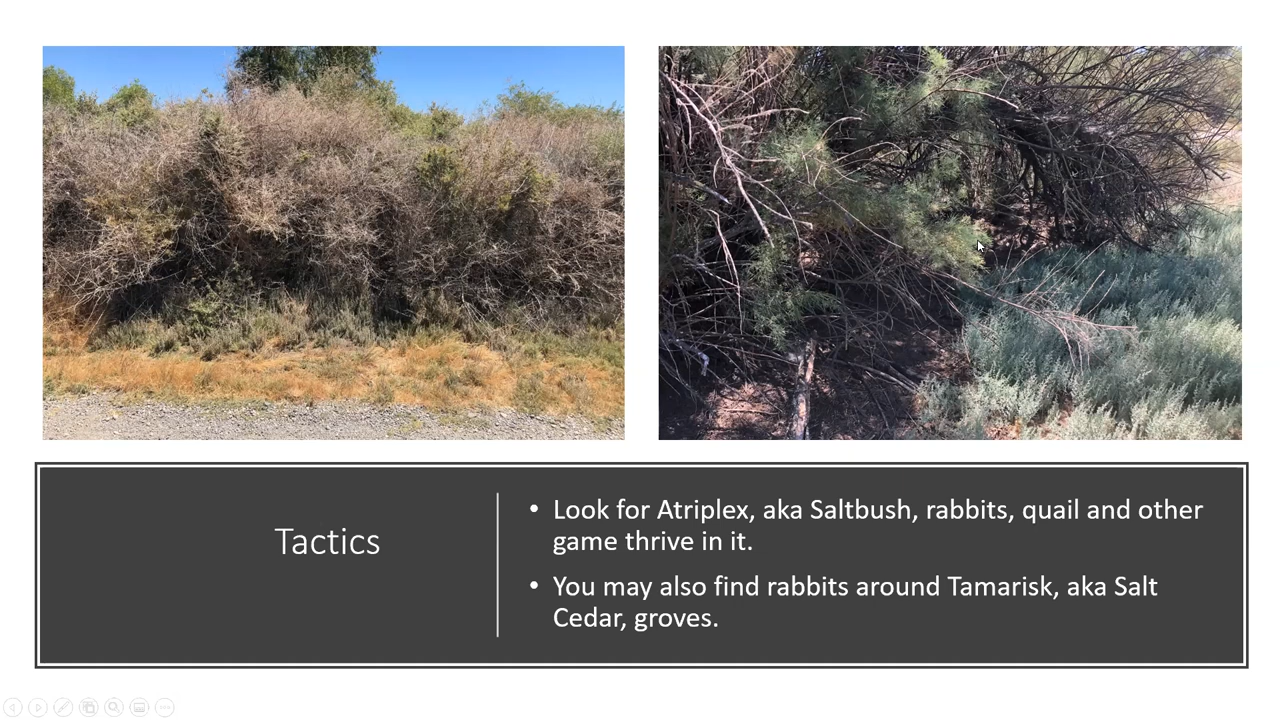 Tactics
• Look for Atriplex, aka Saltbush, rabbits, quail and other
game thrive in it.
• You may also find rabbits around Tamarisk, aka Salt
Cedar, groves.